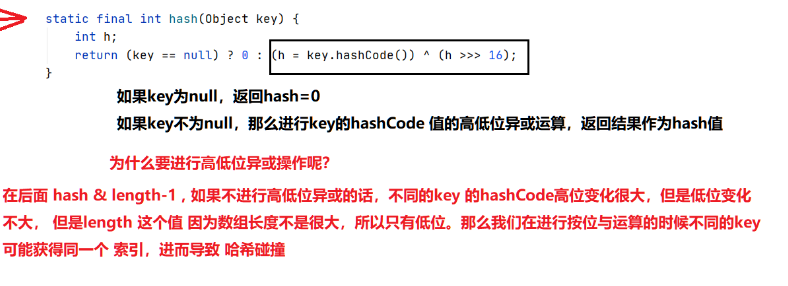 static final int hash(Object key) {
int h;
return (key == null) ? 0 : (h = key.hashCode()) ^ (h >>> 16);
}
如果key为null，返回hash=0
如果key不为null，那么进行key的hashCode 值的高低位异或运算，返回结果作为hash值
为什么要进行高低位异或操作呢？
在后面 hash & length-1 , 如果不进行高低位异或的话，不同的key 的hashCode高位变化很大，但是低位变化
不大， 但是length 这个值 因为数组长度不是很大，所以只有低位。那么我们在进行按位与运算的时候不同的key
可能获得同一个 索引，进而导致 哈希碰撞